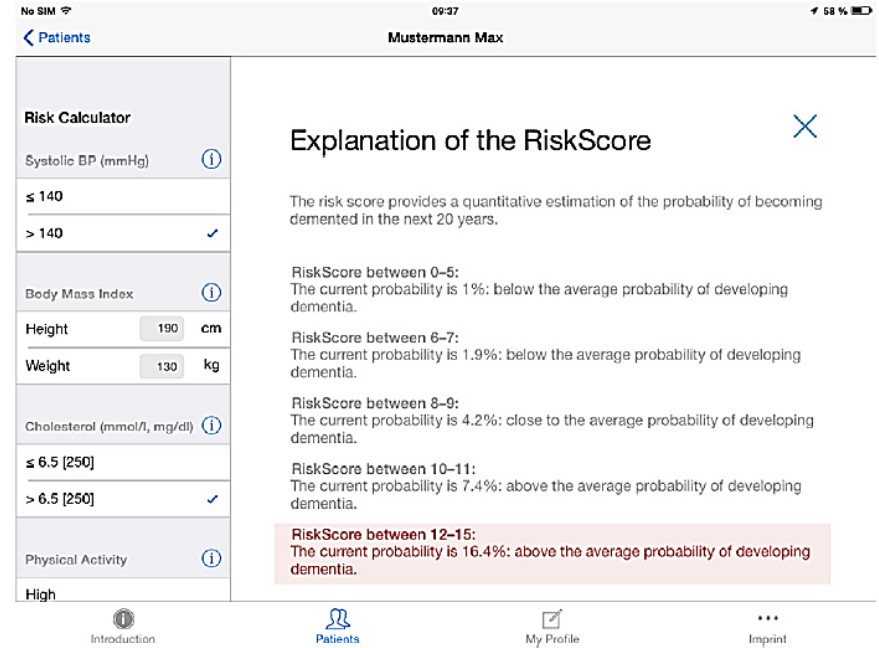 No SIM 09:37 58 %
Patients Mustermann Max
Risk Calculator
Systolic BP (mmHg)
≤ 140
> 140
Body Mass Index
Height 190 cm
Weight 130 kg
Cholesterol (mmol/l, mg/dl)
≤ 6.5 [250]
> 6.5 [250]
Physical Activity
High
Explanation of the RiskScore
The risk score provides a quantitative estimation of the probability of becoming
demented in the next 20 years.
RiskScore between 0–5:
The current probability is 1%: below the average probability of developing
dementia.
RiskScore between 6–7:
The current probability is 1.9%: below the average probability of developing
dementia.
RiskScore between 8–9:
The current probability is 4.2%: close to the average probability of developing
dementia.
RiskScore between 10–11:
The current probability is 7.4%: above the average probability of developing
dementia.
RiskScore between 12–15:
The current probability is 16.4%: above the average probability of developing
dementia.
Introduction Patients My Profile Imprint